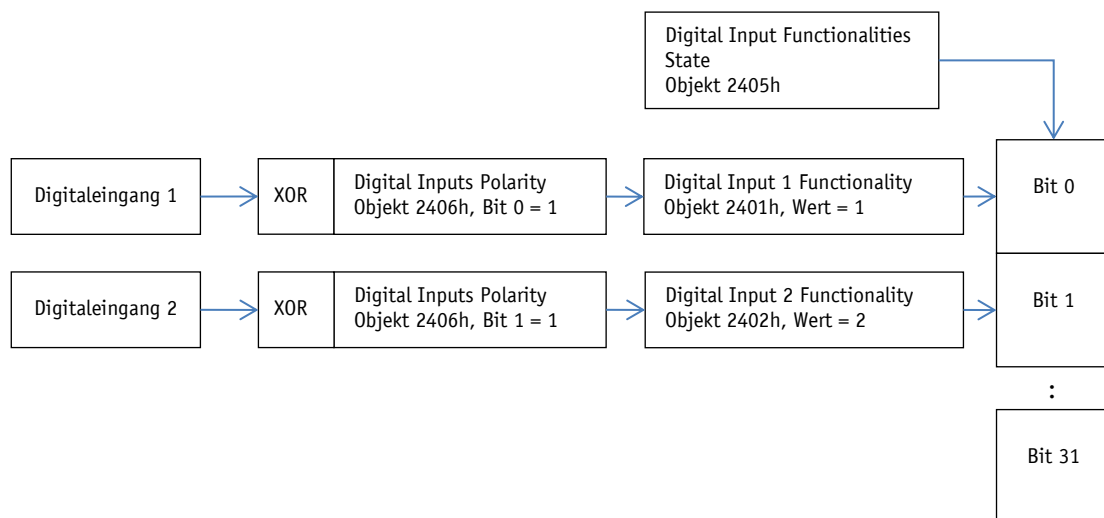 Digital Input Functionalities
State
Objekt 2405h
Digitaleingang 1
XOR
Digital Inputs Polarity
Objekt 2406h, Bit 0 = 1
Digital Input 1 Functionality
Objekt 2401h, Wert = 1
Bit 0
Digitaleingang 2
XOR
Digital Inputs Polarity
Objekt 2406h, Bit 1 = 1
Digital Input 2 Functionality
Objekt 2402h, Wert = 2
Bit 1
:
Bit 31